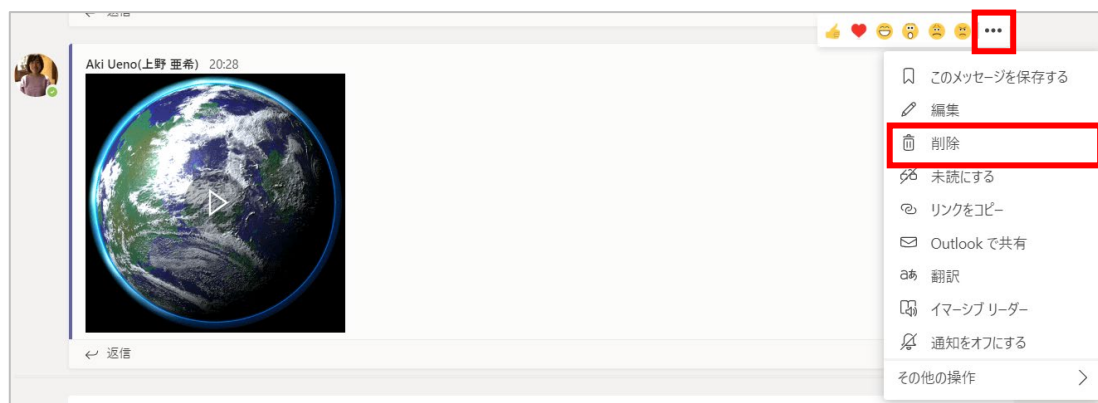 返信
Aki Ueno(上野 亜希) 20:28
返信
このメッセージを保存する
編集
削除
未読にする
リンクをコピー
Outlook で共有
翻訳
イマーシブ リーダー
通知をオフにする
その他の操作